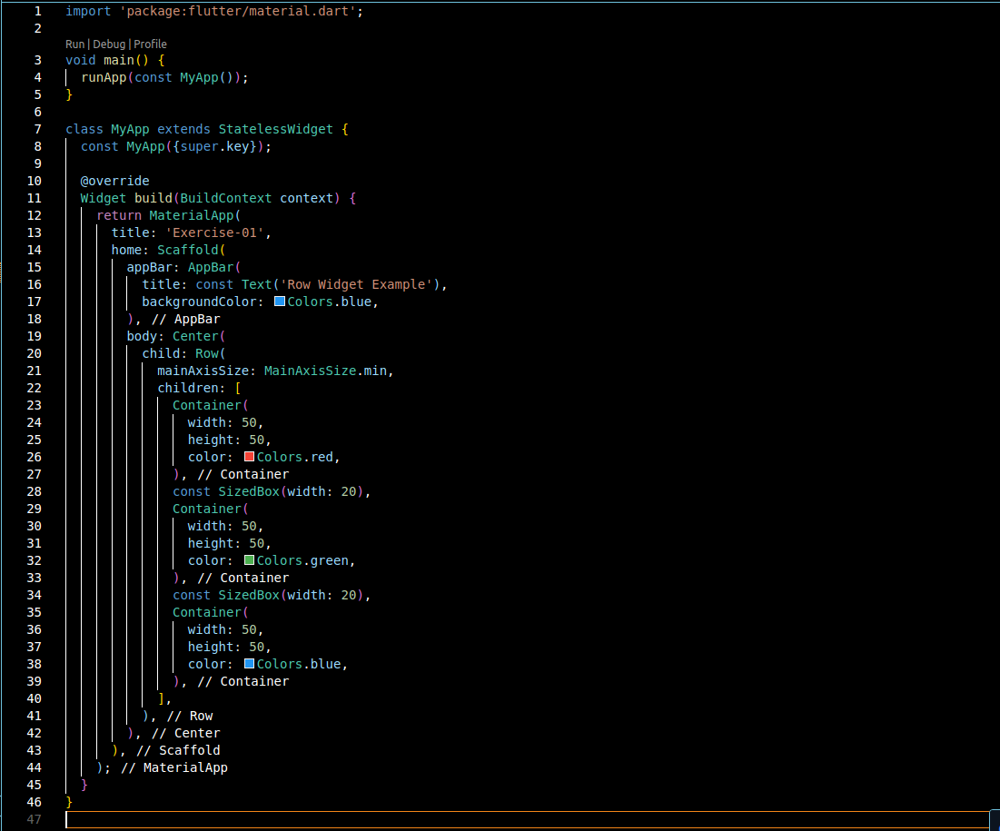 1 import 'package:flutter/material.dart';
2
Run | Debug | Profile
3 void main() {
4   runApp(const MyApp());
5 }
6
7 class MyApp extends StatelessWidget {
8   const MyApp({super.key});
9
10   @override
11   Widget build(BuildContext context) {
12     return MaterialApp(
13       title: 'Exercise-01',
14       home: Scaffold(
15         appBar: AppBar(
16           title: const Text('Row Widget Example'),
17           backgroundColor: Colors.blue,
18         ), // AppBar
19         body: Center(
20           child: Row(
21             mainAxisSize: MainAxisSize.min,
22             children: [
23               Container(
24                 width: 50,
25                 height: 50,
26                 color: Colors.red,
27               ), // Container
28               const SizedBox(width: 20),
29               Container(
30                 width: 50,
31                 height: 50,
32                 color: Colors.green,
33               ), // Container
34               const SizedBox(width: 20),
35               Container(
36                 width: 50,
37                 height: 50,
38                 color: Colors.blue,
39               ), // Container
40             ],
41           ), // Row
42         ), // Center
43       ), // Scaffold
44     ); // MaterialApp
45   }
46 }
47